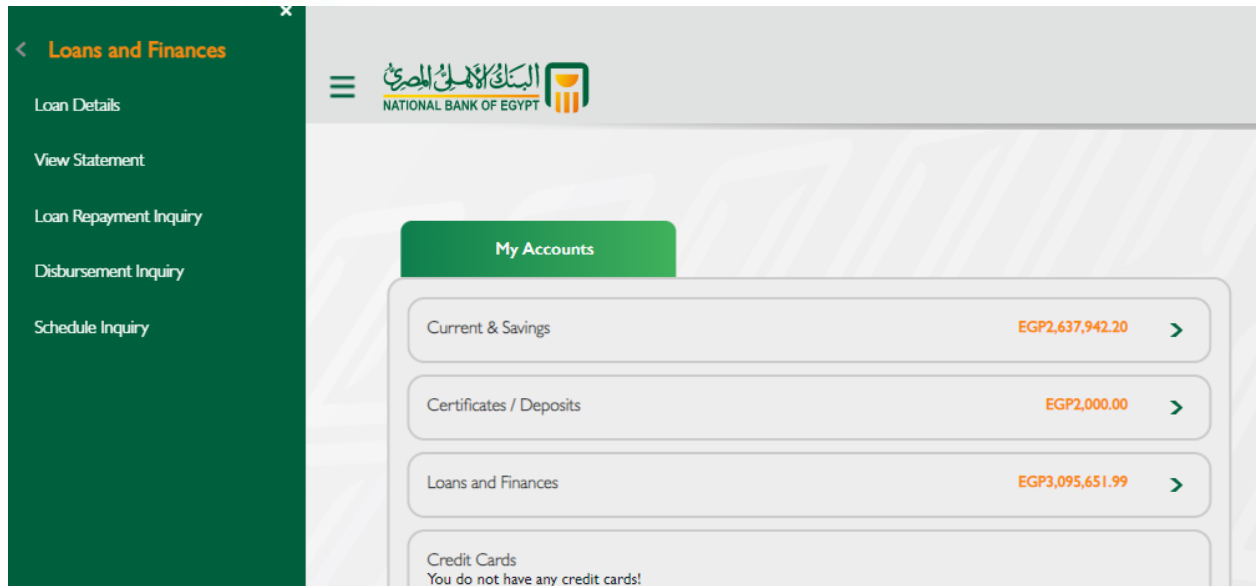 Loans and Finances
Loan Details
View Statement
Loan Repayment Inquiry
Disbursement Inquiry
Schedule Inquiry
البنك الأهلي المصري
NATIONAL BANK OF EGYPT
My Accounts
Current & Savings EGP2,637,942.20
Certificates / Deposits EGP2,000.00
Loans and Finances EGP3,095,651.99
Credit Cards
You do not have any credit cards!